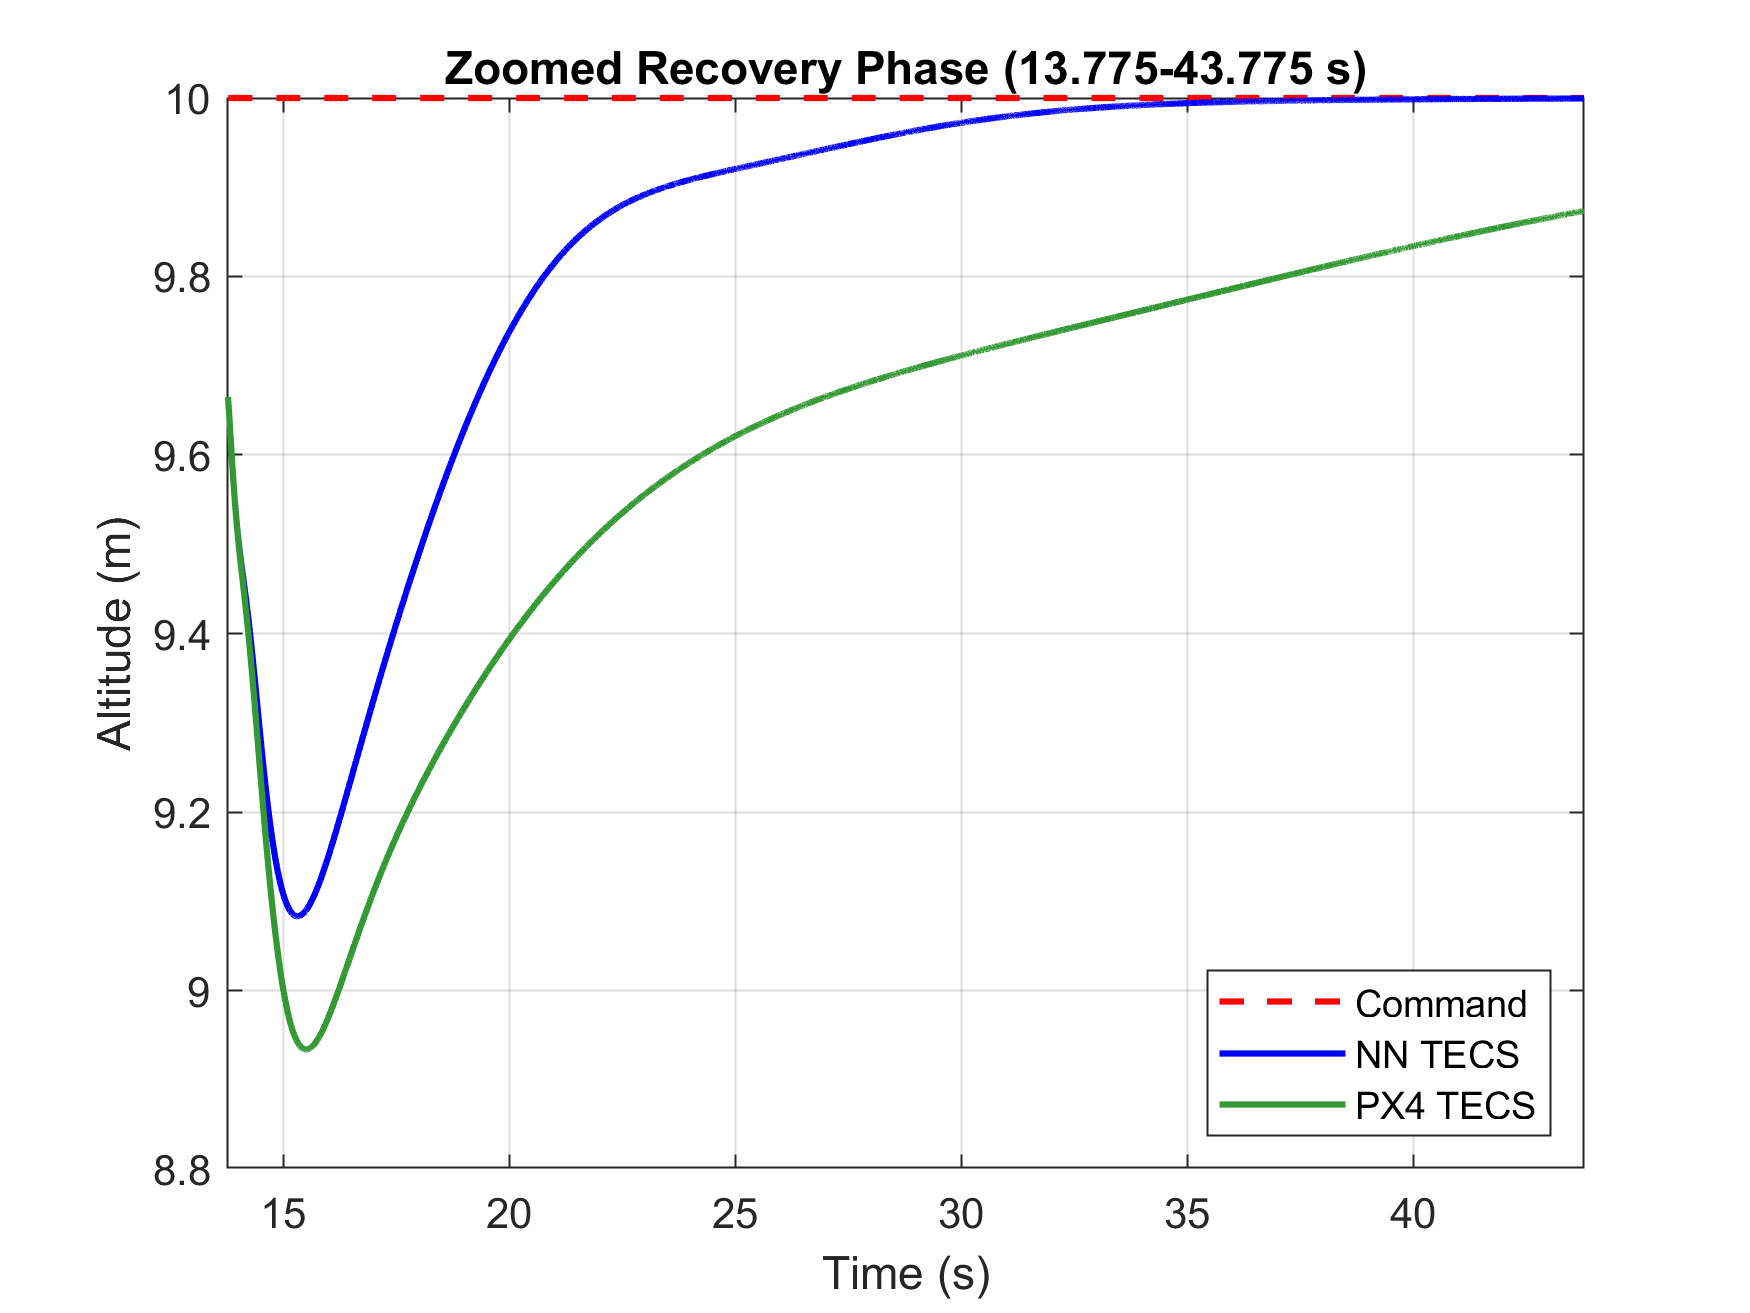 Zoomed Recovery Phase (13.775-43.775 s)
10
9.8
9.6
9.4
9.2
9
8.8
Altitude (m)
15 20 25 30 35 40
Time (s)
Command
NN TECS
PX4 TECS